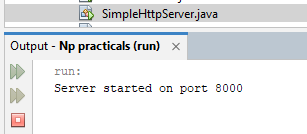 SimpleHttpServer.java
Output - Np practicals (run) ×
run:
Server started on port 8000